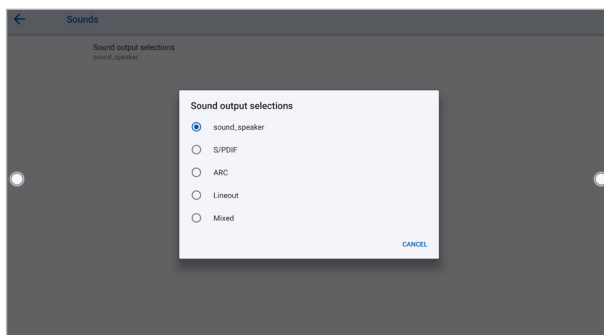 Sounds
Sound output selections
sound_speaker
Sound output selections
sound_speaker
S/PDIF
ARC
Lineout
Mixed
CANCEL